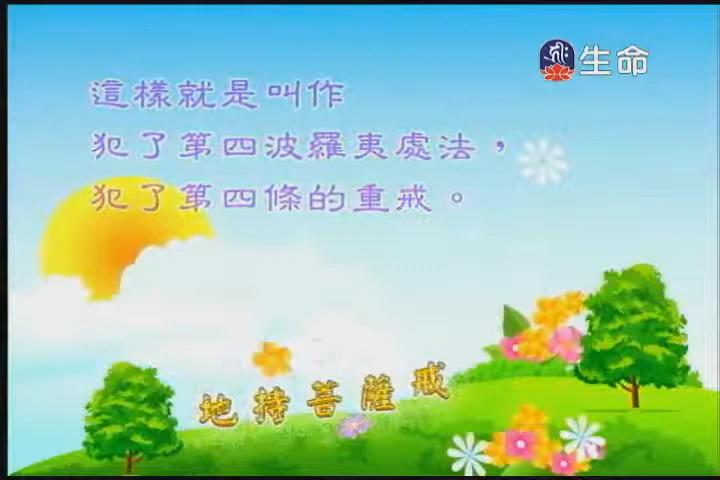 生命
這樣就是叫作
犯了第四波羅夷處法，
犯了第四條的重戒。
地持菩薩戒